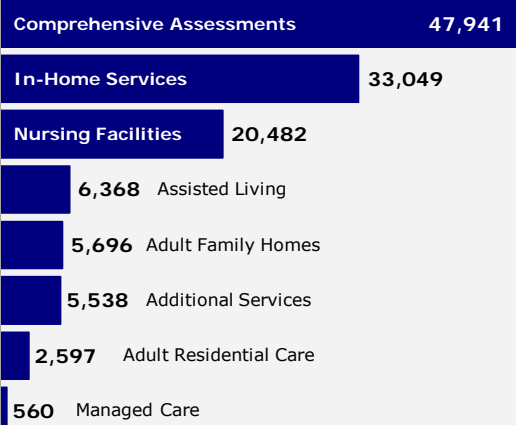 Comprehensive Assessments 47,941
In-Home Services 33,049
Nursing Facilities 20,482
6,368 Assisted Living
5,696 Adult Family Homes
5,538 Additional Services
2,597 Adult Residential Care
560 Managed Care